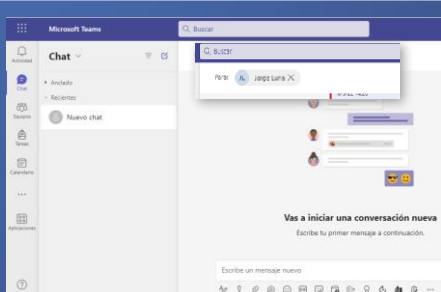 Microsoft Teams
Buscar
Actividad
Chat
Buscar
Para: JL Jorge Luna
Chat
Anclado
Recientes
Nuevo chat
Tareas
Calendario
Aplicaciones
Vas a iniciar una conversación nueva
Escribe tu primer mensaje a continuación.
Escribe un mensaje nuevo